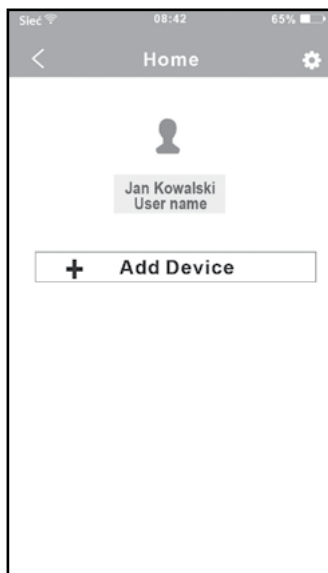 Sieć 08:42 65%
Home
Jan Kowalski
User name
+ Add Device